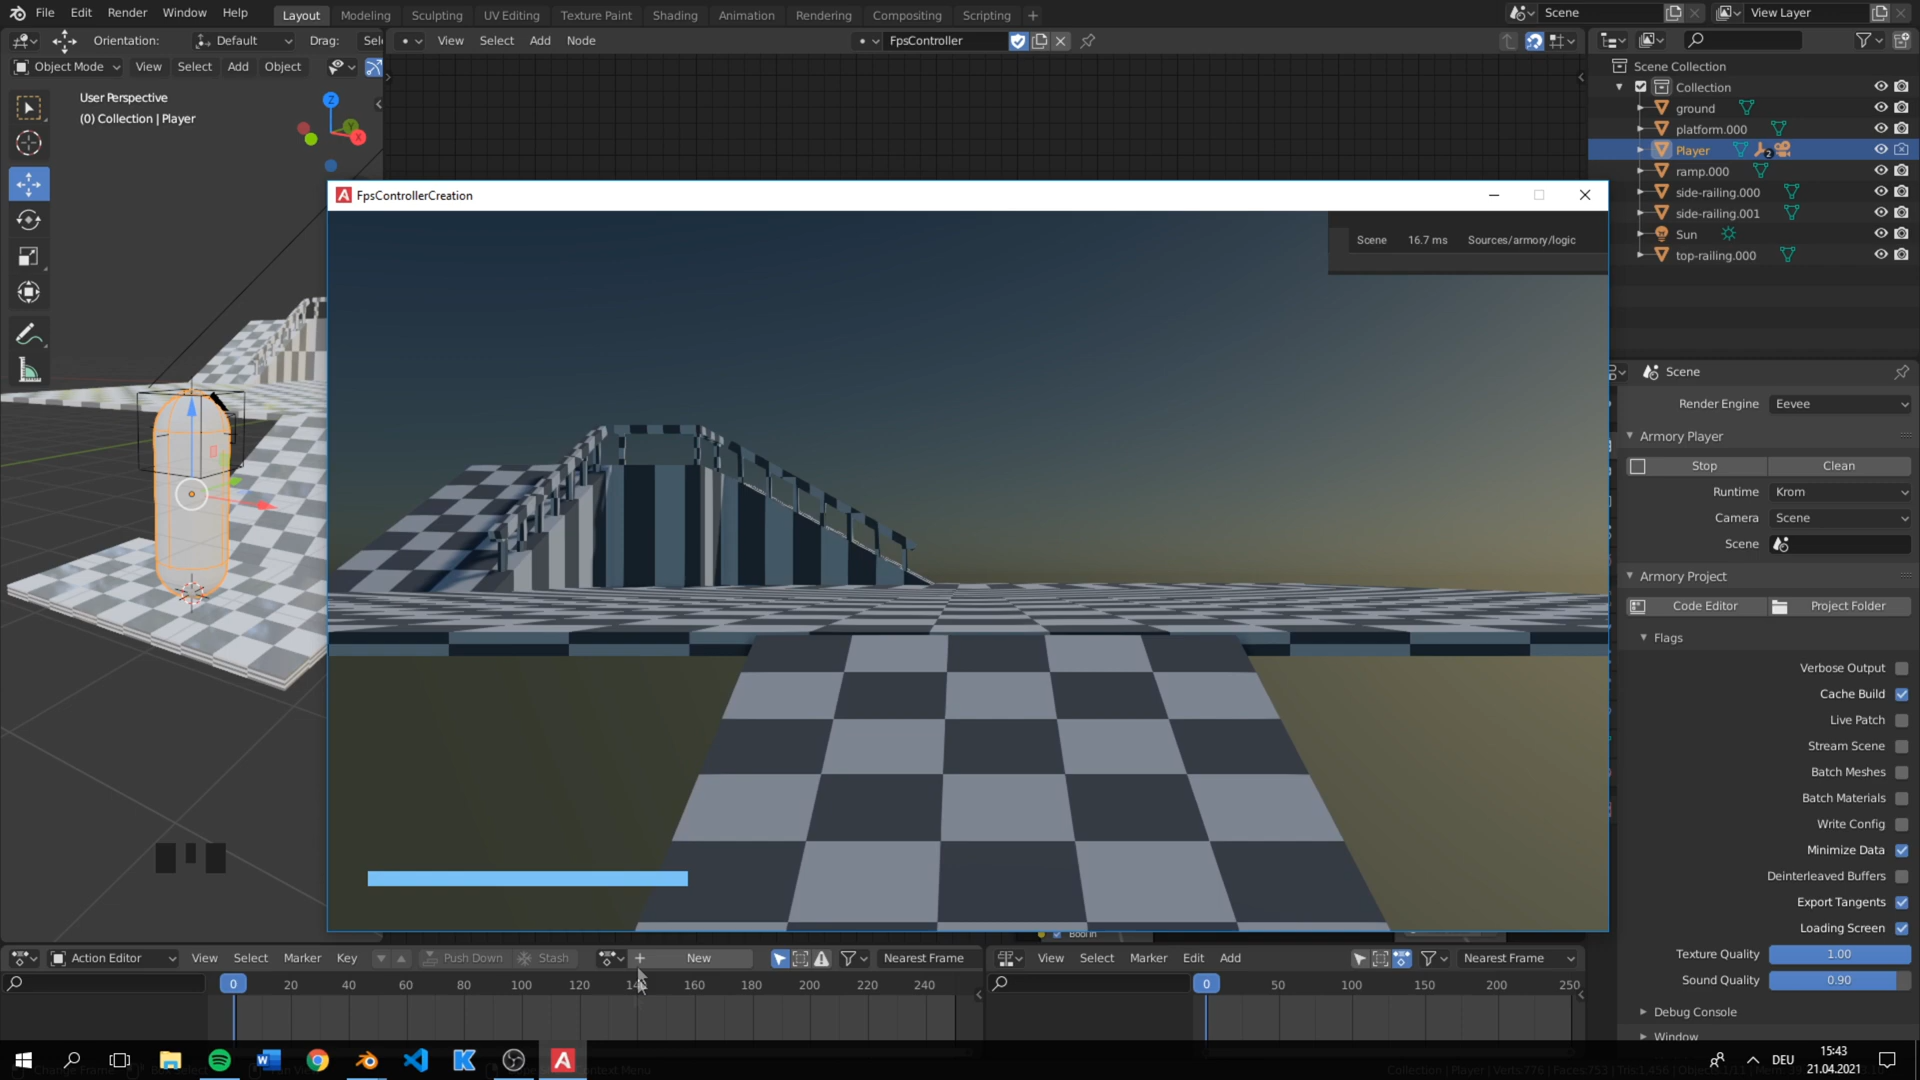 File Edit Render Window Help Layout Modeling Sculpting UV Editing Texture Paint Shading Animation Rendering Compositing Scripting + Scene View Layer
Orientation: Default Drag: Sel View Select Add Node FpsController
Object Mode View Select Add Object
User Perspective
(0) Collection | Player
Z
Y
X
Scene Collection
Collection
ground
platform.000
Player 2
ramp.000
side-railing.000
side-railing.001
Sun
top-railing.000
FpsControllerCreation
Scene 16.7 ms Sources/armory/logic
Scene
Render Engine Eevee
Armory Player
Stop Clean
Runtime Krom
Camera Scene
Scene
Armory Project
Code Editor Project Folder
Flags
Verbose Output
Cache Build
Live Patch
Stream Scene
Batch Meshes
Batch Materials
Write Config
Minimize Data
Deinterleaved Buffers
Export Tangents
Loading Screen
Texture Quality 1.00
Sound Quality 0.90
Debug Console
Window
Bool In
Action Editor View Select Marker Key Push Down Stash New Nearest Frame
View Select Marker Edit Add Nearest Frame
0 20 40 60 80 100 120 140 160 180 200 220 240
0 50 100 150 200 250
DEU 15:43
21.04.2021